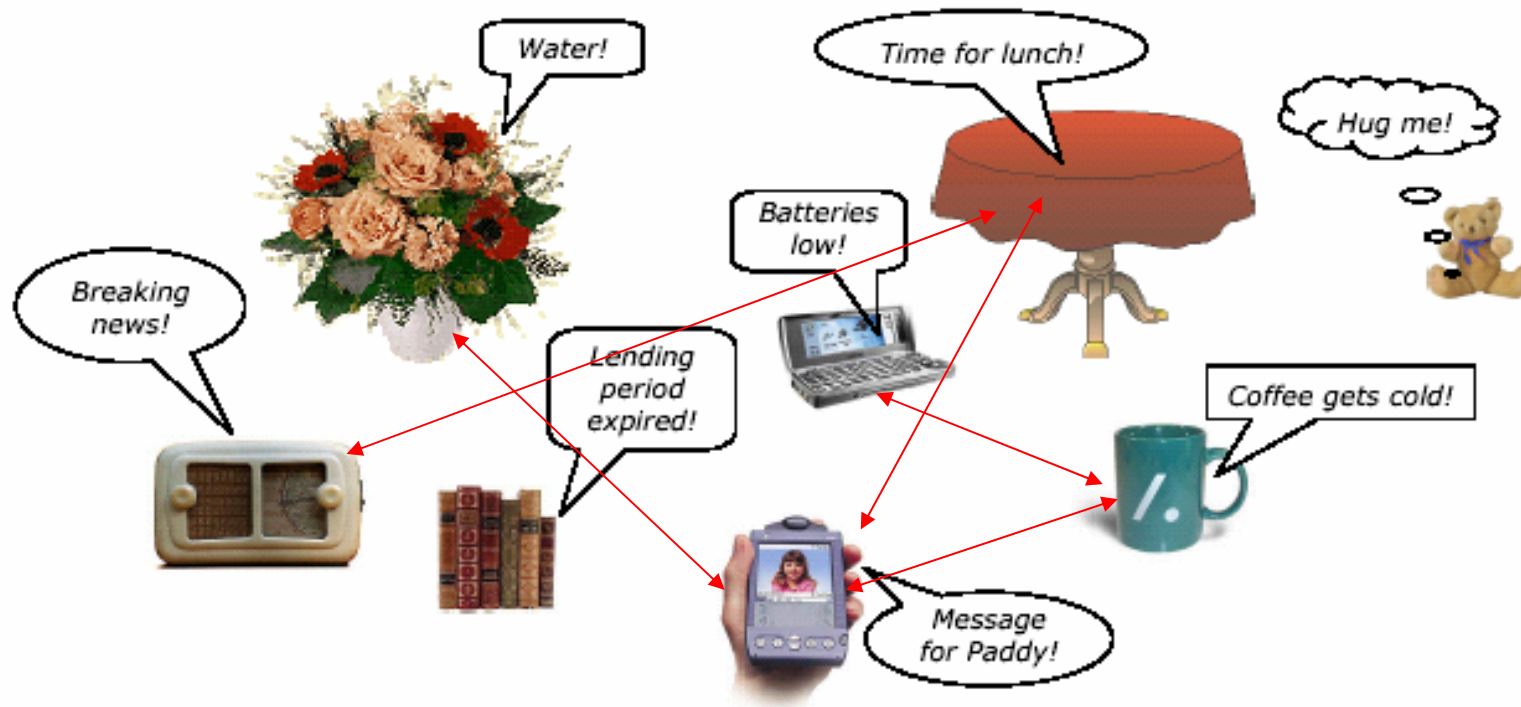 Water!
Time for lunch!
Hug me!
Batteries
low!
Breaking
news!
Lending
period
expired!
Coffee gets cold!
Message
for Paddy!